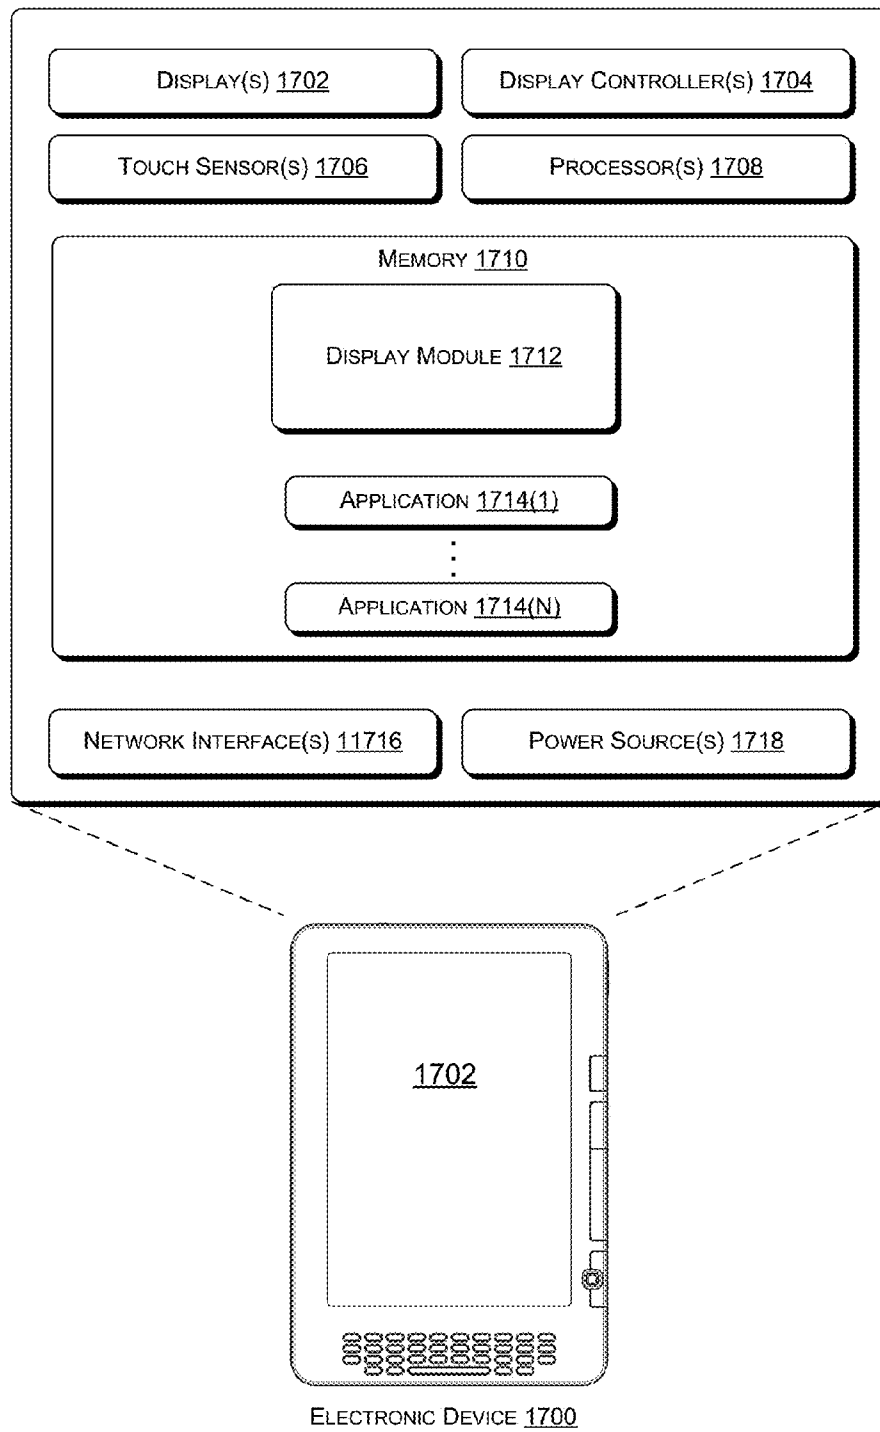 DISPLAY(S) 1702
DISPLAY CONTROLLER(S) 1704
TOUCH SENSOR(S) 1706
PROCESSOR(S) 1708
MEMORY 1710
DISPLAY MODULE 1712
APPLICATION 1714(1)
APPLICATION 1714(N)
NETWORK INTERFACE(S) 11716
POWER SOURCE(S) 1718
1702
ELECTRONIC DEVICE 1700